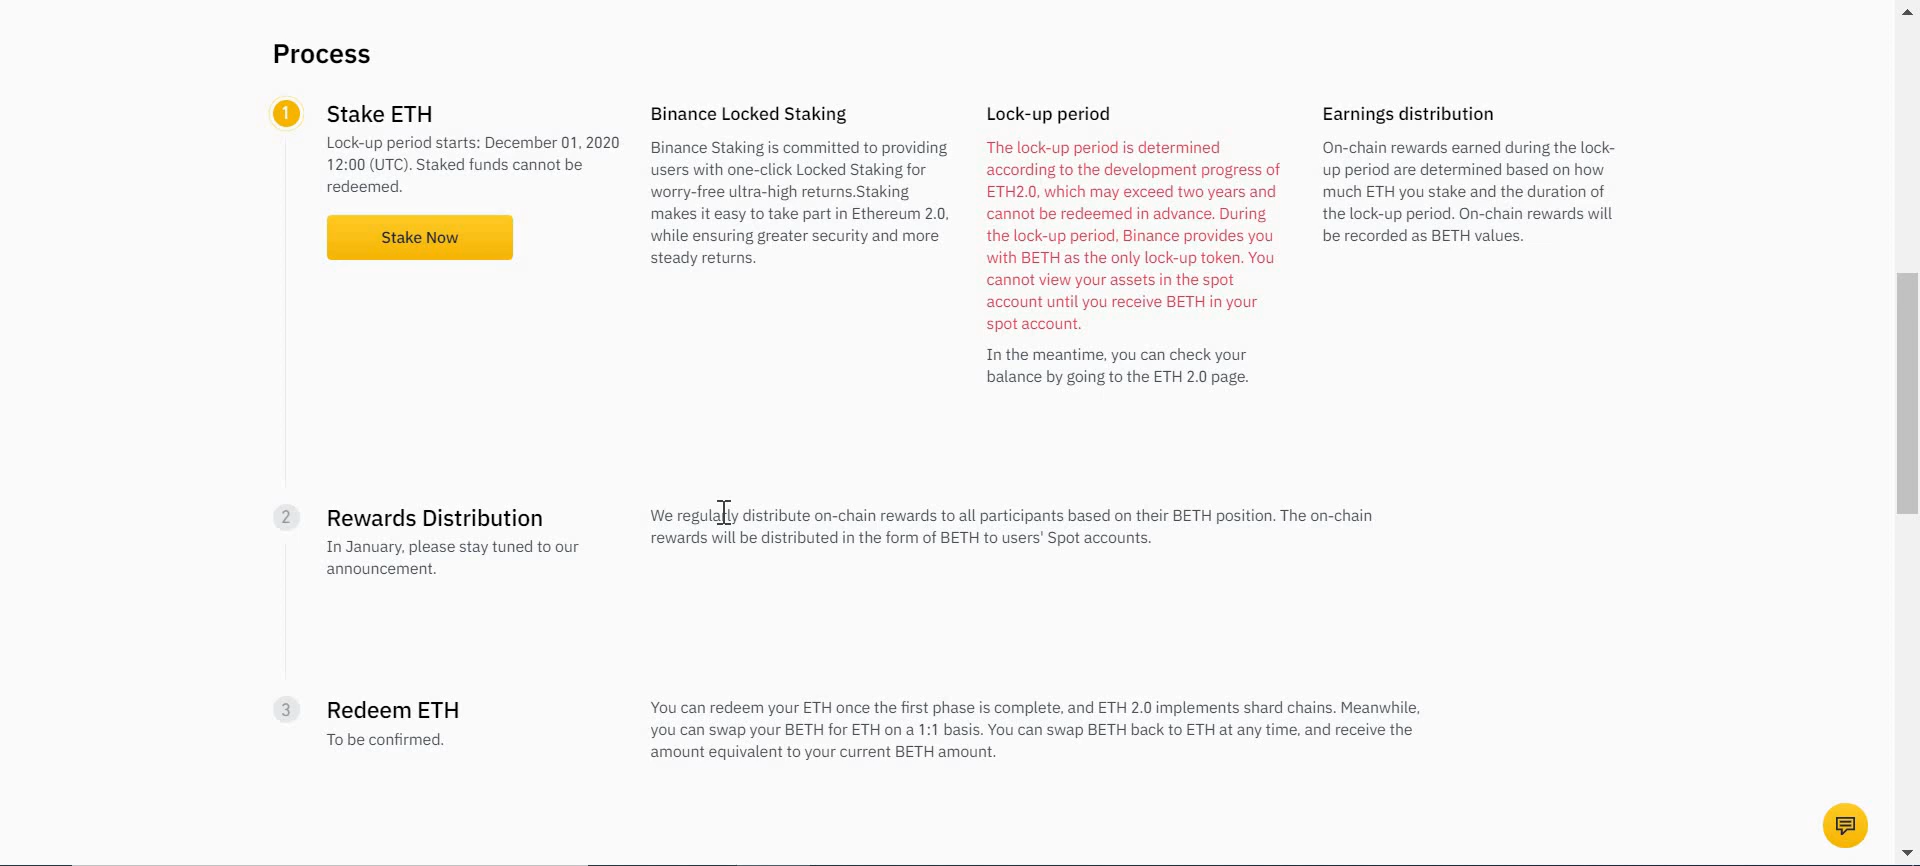 Process
1
Stake ETH
Lock-up period starts: December 01, 2020
12:00 (UTC). Staked funds cannot be
redeemed.
Stake Now
Binance Locked Staking
Binance Staking is committed to providing
users with one-click Locked Staking for
worry-free ultra-high returns.Staking
makes it easy to take part in Ethereum 2.0,
while ensuring greater security and more
steady returns.
Lock-up period
The lock-up period is determined
according to the development progress of
ETH2.0, which may exceed two years and
cannot be redeemed in advance. During
the lock-up period, Binance provides you
with BETH as the only lock-up token. You
cannot view your assets in the spot
account until you receive BETH in your
spot account.
In the meantime, you can check your
balance by going to the ETH 2.0 page.
Earnings distribution
On-chain rewards earned during the lock-
up period are determined based on how
much ETH you stake and the duration of
the lock-up period. On-chain rewards will
be recorded as BETH values.
2
Rewards Distribution
In January, please stay tuned to our
announcement.
We regularly distribute on-chain rewards to all participants based on their BETH position. The on-chain
rewards will be distributed in the form of BETH to users' Spot accounts.
3
Redeem ETH
To be confirmed.
You can redeem your ETH once the first phase is complete, and ETH 2.0 implements shard chains. Meanwhile,
you can swap your BETH for ETH on a 1:1 basis. You can swap BETH back to ETH at any time, and receive the
amount equivalent to your current BETH amount.